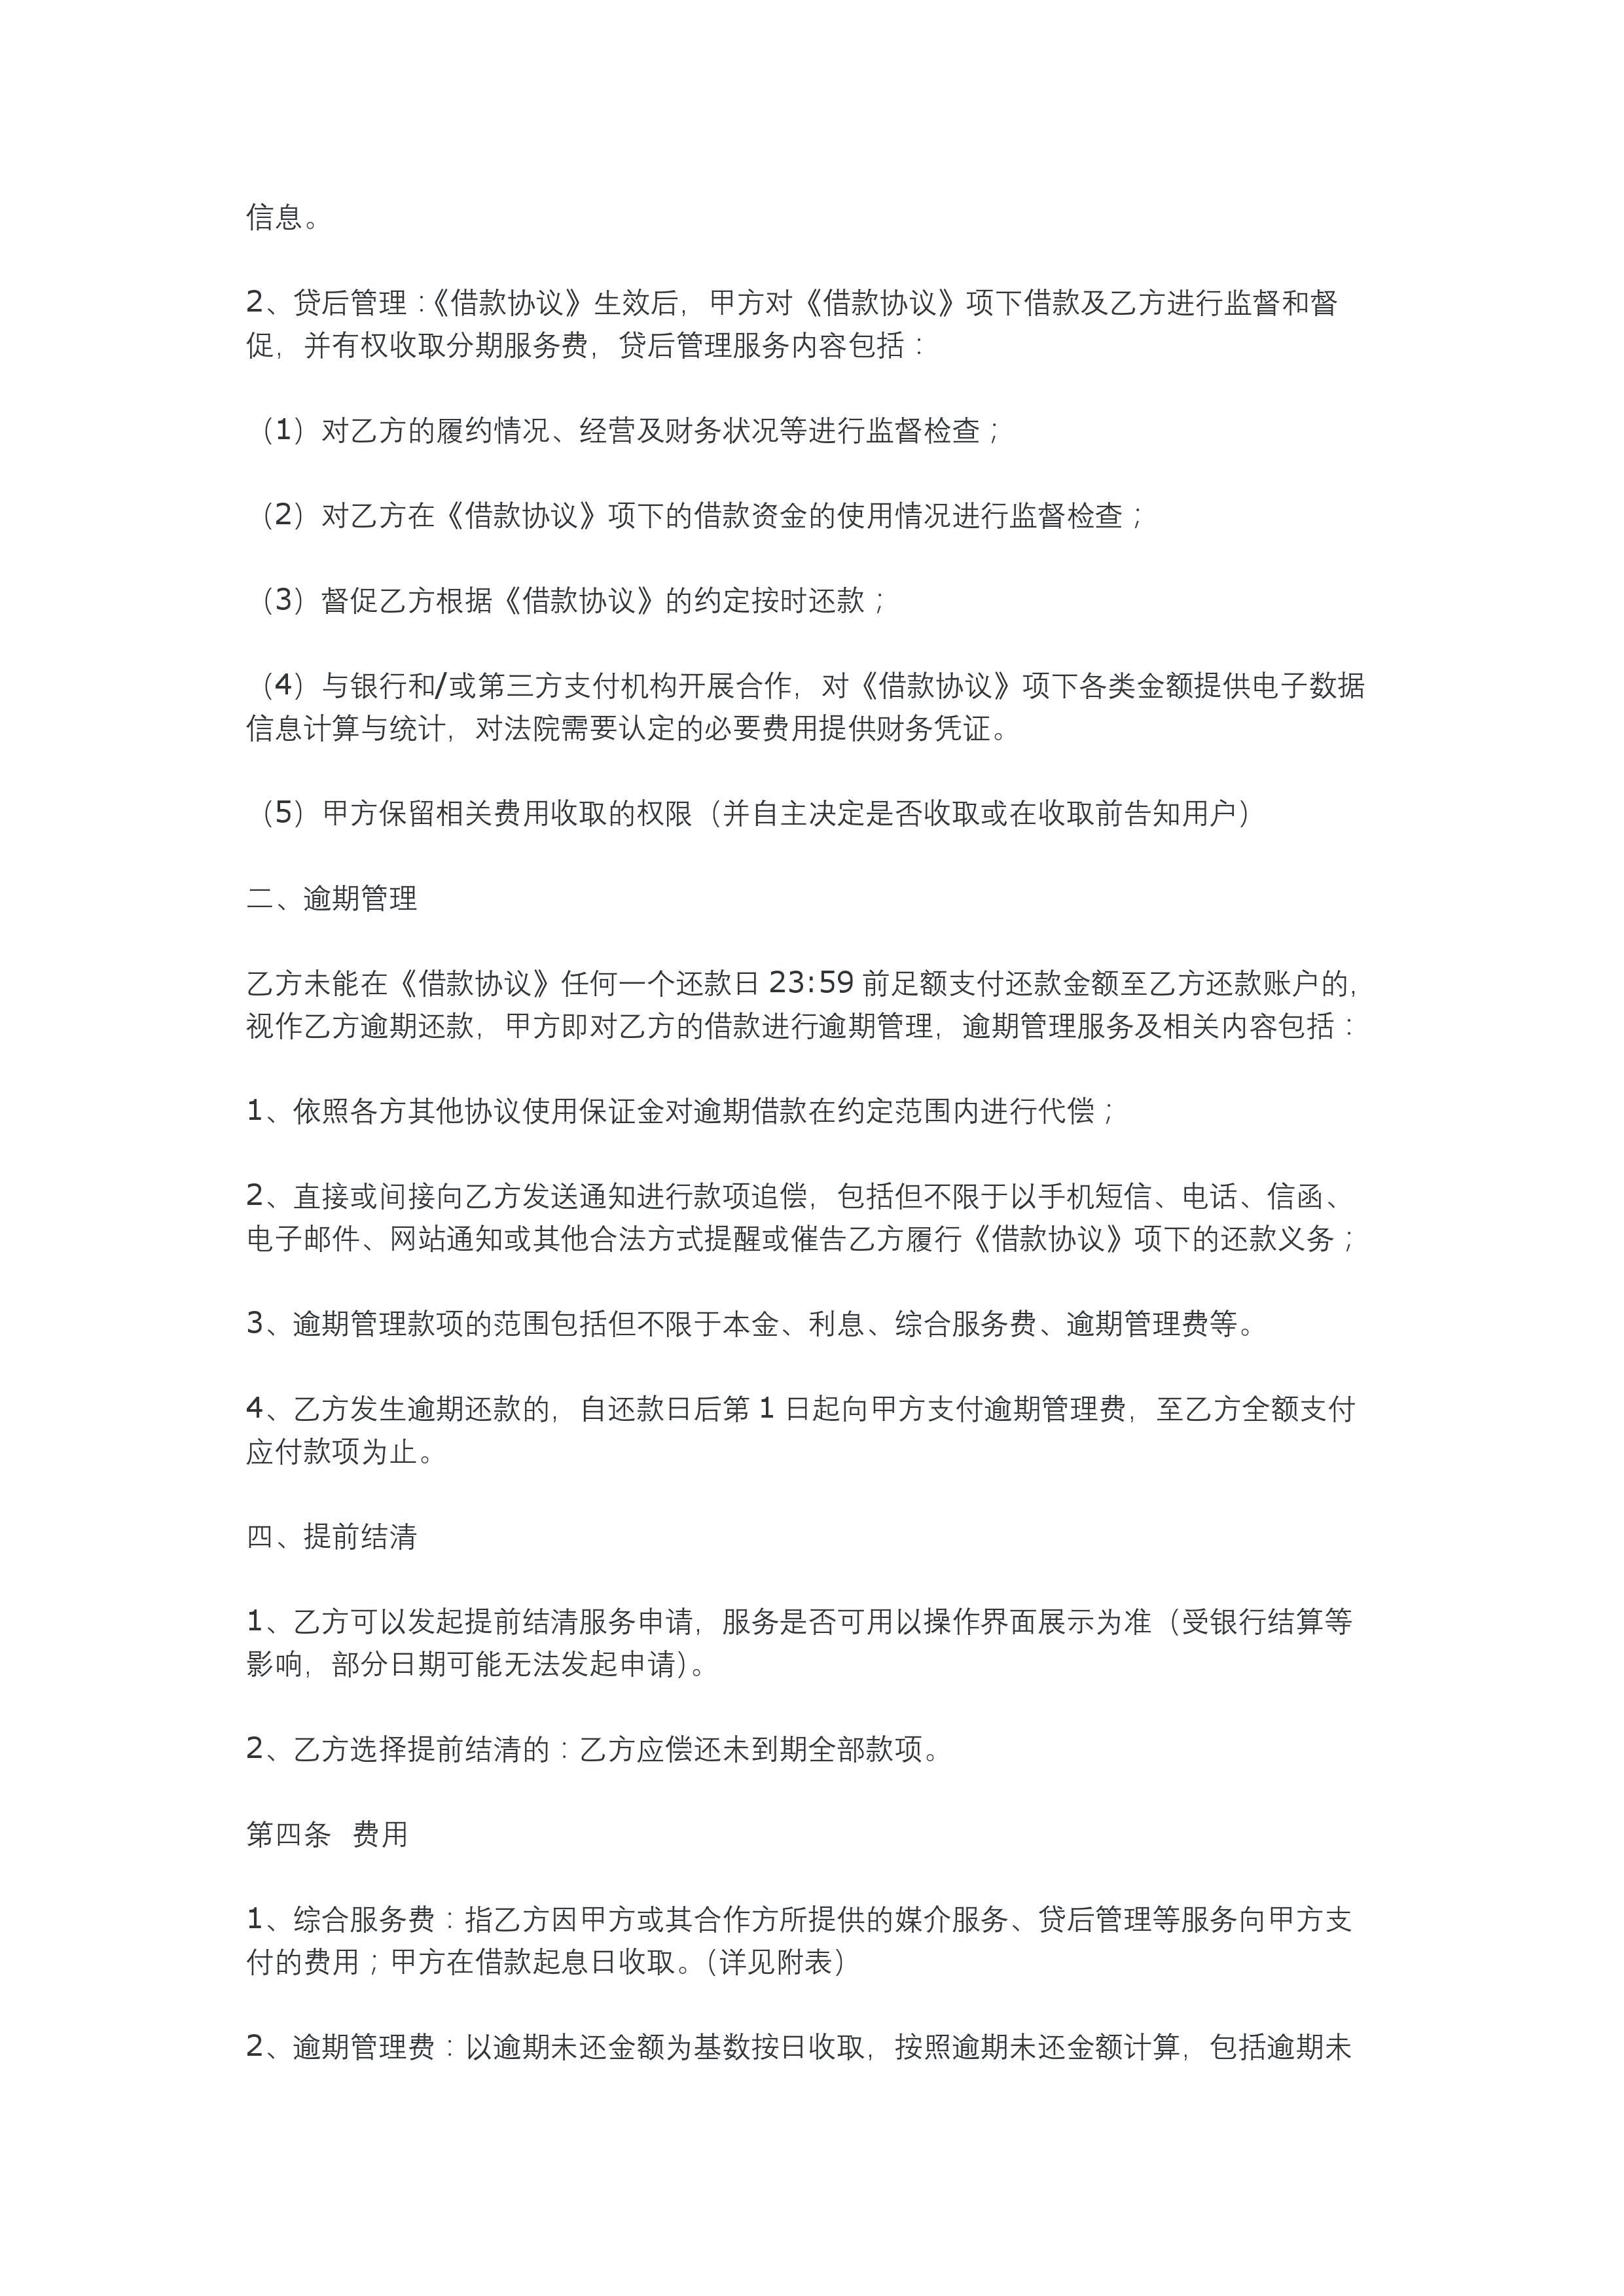 信息。
2、贷后管理：《借款协议》生效后，甲方对《借款协议》项下借款及乙方进行监督和督
促，并有权收取分期服务费，贷后管理服务内容包括：
（1）对乙方的履约情况、经营及财务状况等进行监督检查；
（2）对乙方在《借款协议》项下的借款资金的使用情况进行监督检查；
（3）督促乙方根据《借款协议》的约定按时还款；
（4）与银行和/或第三方支付机构开展合作，对《借款协议》项下各类金额提供电子数据
信息计算与统计，对法院需要认定的必要费用提供财务凭证。
（5）甲方保留相关费用收取的权限（并自主决定是否收取或在收取前告知用户）
二、逾期管理
乙方未能在《借款协议》任何一个还款日 23:59 前足额支付还款金额至乙方还款账户的，
视作乙方逾期还款，甲方即对乙方的借款进行逾期管理，逾期管理服务及相关内容包括：
1、依照各方其他协议使用保证金对逾期借款在约定范围内进行代偿；
2、直接或间接向乙方发送通知进行款项追偿，包括但不限于以手机短信、电话、信函、
电子邮件、网站通知或其他合法方式提醒或催告乙方履行《借款协议》项下的还款义务；
3、逾期管理款项的范围包括但不限于本金、利息、综合服务费、逾期管理费等。
4、乙方发生逾期还款的，自还款日后第 1 日起向甲方支付逾期管理费，至乙方全额支付
应付款项为止。
四、提前结清
1、乙方可以发起提前结清服务申请，服务是否可用以操作界面展示为准（受银行结算等
影响，部分日期可能无法发起申请）。
2、乙方选择提前结清的：乙方应偿还未到期全部款项。
第四条  费用
1、综合服务费：指乙方因甲方或其合作方所提供的媒介服务、贷后管理等服务向甲方支
付的费用；甲方在借款起息日收取。（详见附表）
2、逾期管理费：以逾期未还金额为基数按日收取，按照逾期未还金额计算，包括逾期未